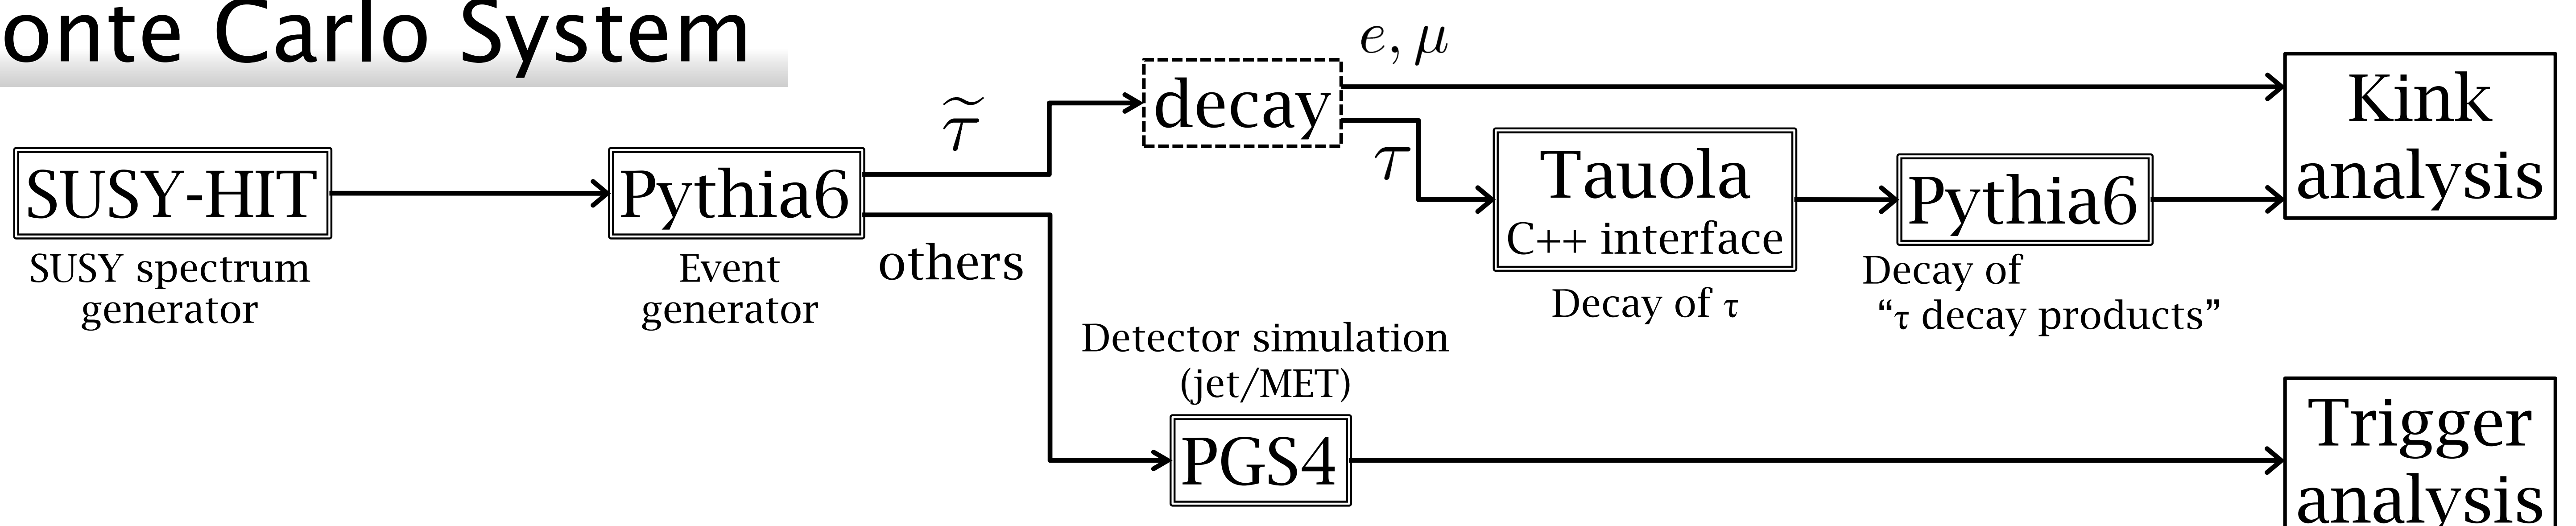 onte Carlo System
SUSY-HIT
SUSY spectrum
generator
Pythia6
Event
generator
τ̃
others
decay
e, μ
τ
Tauola
C++ interface
Decay of τ
Pythia6
Decay of
“τ decay products”
Kink
analysis
Detector simulation
(jet/MET)
PGS4
Trigger
analysis